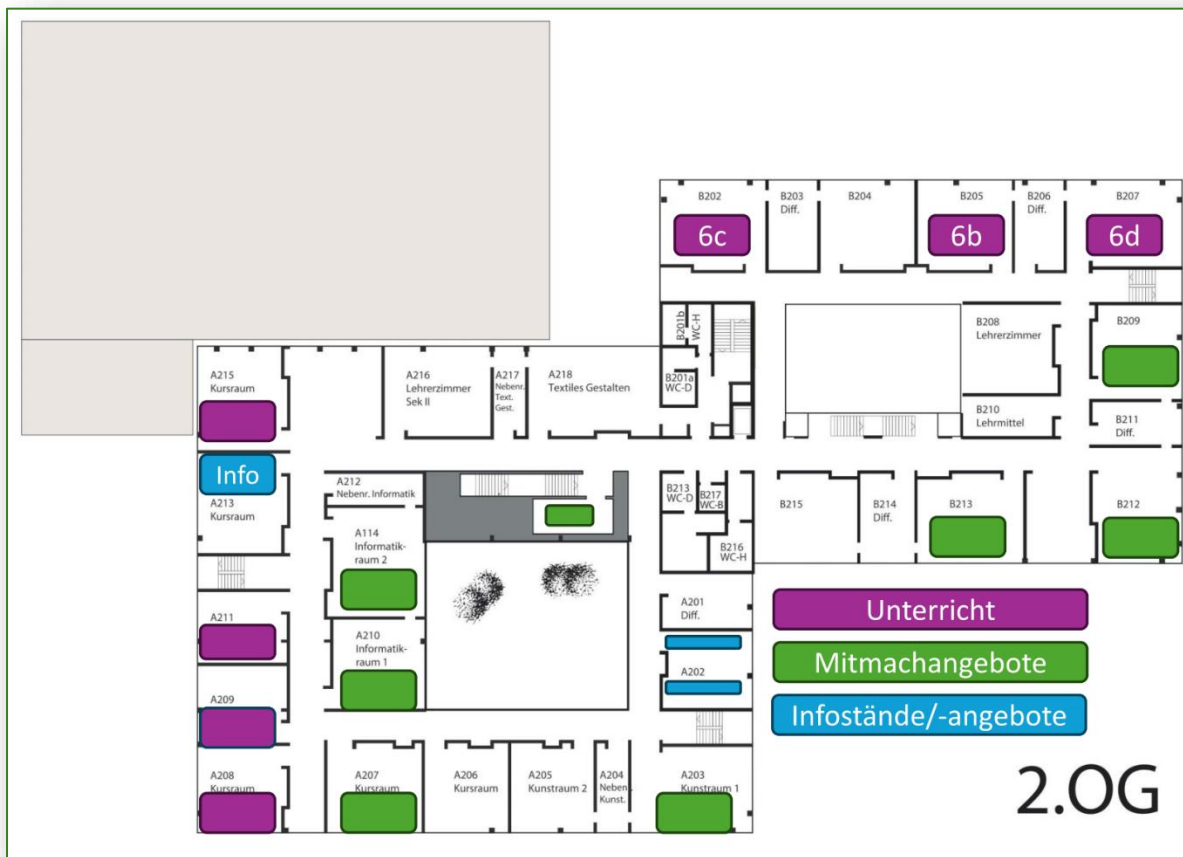 B202
B203
Diff.
B204
B205
B206
Diff.
B207
6c
6b
6d
B201b
WC-H
B208
Lehrerzimmer
B209
A215
Kursraum
A216
Lehrerzimmer
Sek II
A217
Nebenr.
Text.
Gest.
A218
Textiles Gestalten
B201a
WC-D
B210
Lehrmittel
B211
Diff.
Info
A213
Kursraum
A212
Nebenr. Informatik
B213
WC-D
B217
WC-B
B215
B214
Diff.
B213
B212
A114
Informatik-
raum 2
B216
WC-H
A201
Diff.
Unterricht
A211
A210
Informatik-
raum 1
A202
Mitmachangebote
A209
Infostände/-angebote
A208
Kursraum
A207
Kursraum
A206
Kursraum
A205
Kunstraum 2
A204
Neben.
Kunst.
A203
Kunstraum 1
2.OG